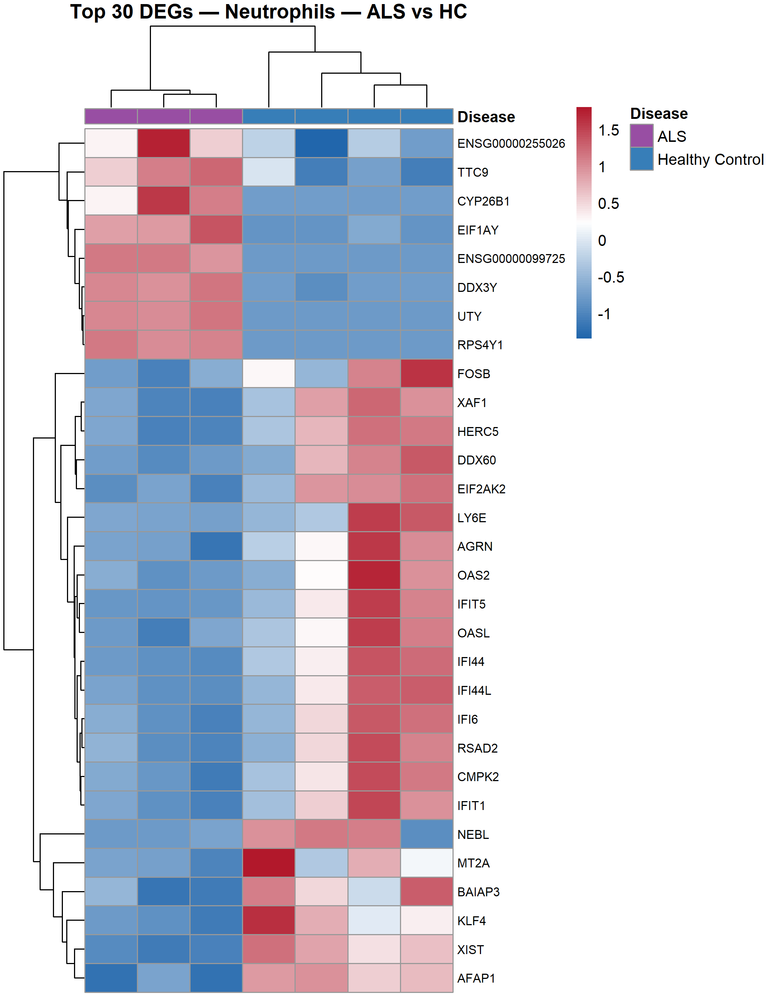 Top 30 DEGs — Neutrophils — ALS vs HC
Disease
ENSG00000255026
TTC9
CYP26B1
EIF1AY
ENSG00000099725
DDX3Y
UTY
RPS4Y1
FOSB
XAF1
HERC5
DDX60
EIF2AK2
LY6E
AGRN
OAS2
IFIT5
OASL
IFI44
IFI44L
IFI6
RSAD2
CMPK2
IFIT1
NEBL
MT2A
BAIAP3
KLF4
XIST
AFAP1
1.5
1
0.5
0
-0.5
-1
Disease
ALS
Healthy Control